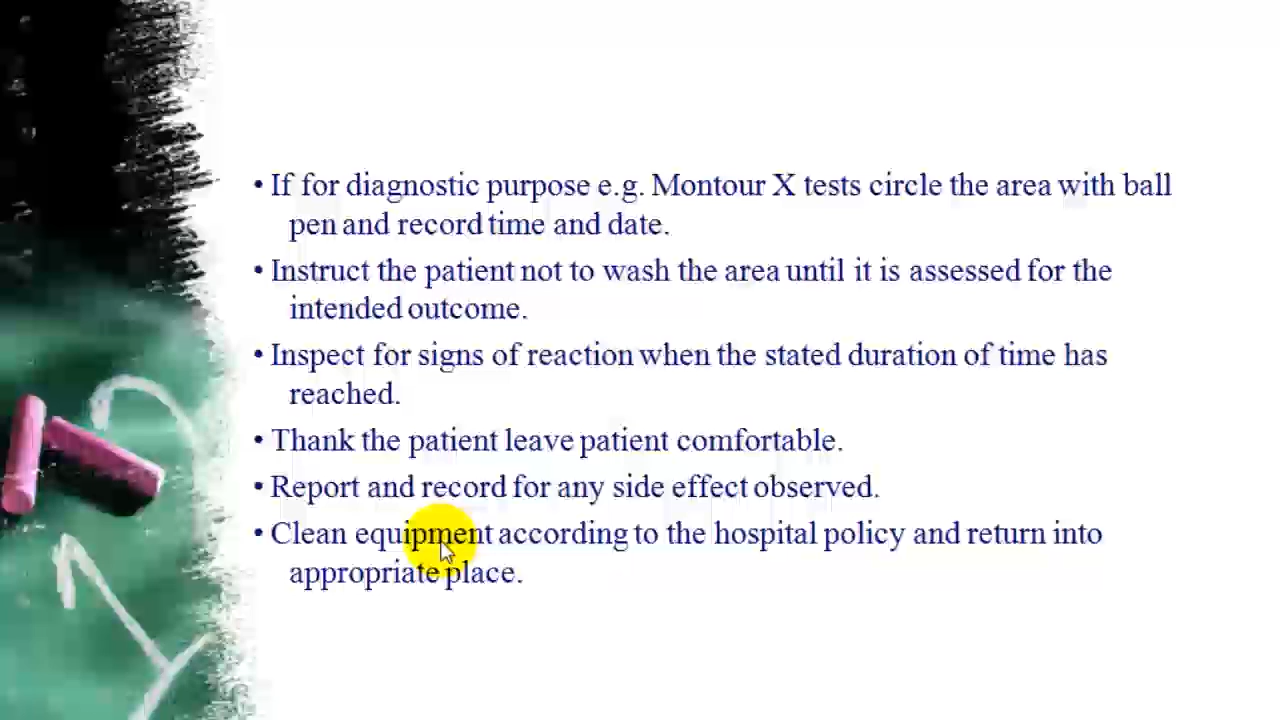 • If for diagnostic purpose e.g. Montour X tests circle the area with ball
pen and record time and date.
• Instruct the patient not to wash the area until it is assessed for the
intended outcome.
• Inspect for signs of reaction when the stated duration of time has
reached.
• Thank the patient leave patient comfortable.
• Report and record for any side effect observed.
• Clean equipment according to the hospital policy and return into
appropriate place.